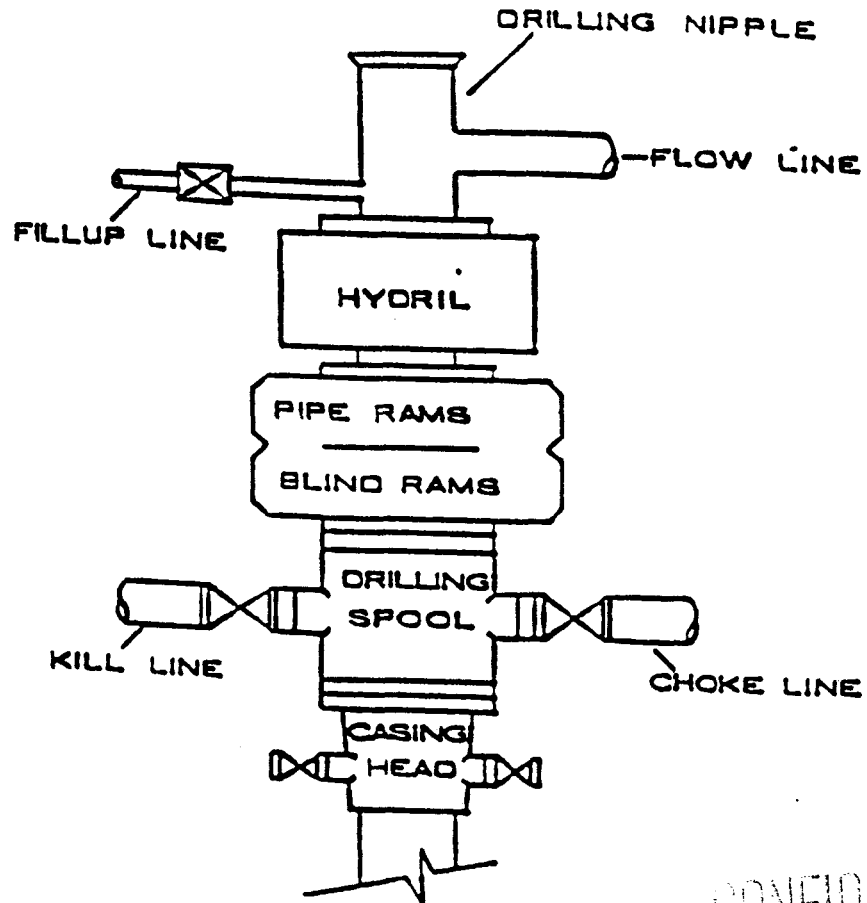 DRILLING NIPPLE
FLOW LINE
FILLUP LINE
HYDRIL
PIPE RAMS
BLIND RAMS
DRILLING
SPOOL
KILL LINE
CHOKE LINE
CASING
HEAD